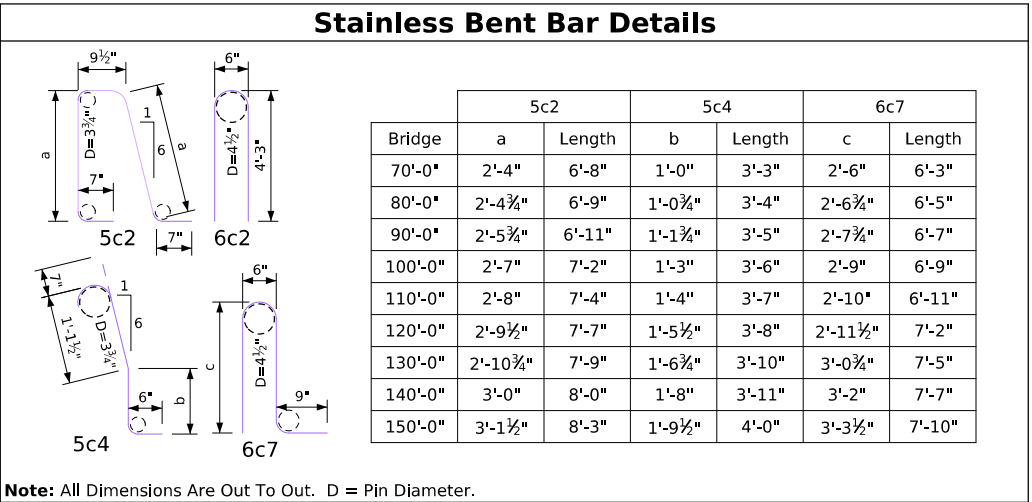 Stainless Bent Bar Details
9½"
6"
a
D=3¾"
1
6
a
7"
7"
5c2
D=4½"
4'-3"
6c2
7"
1'-1½"
D=3¾"
1
6
6"
b
5c4
6"
c
D=4½"
9"
6c7
5c2 5c4 6c7
Bridge a Length b Length c Length
70'-0" 2'-4" 6'-8" 1'-0" 3'-3" 2'-6" 6'-3"
80'-0" 2'-4¾" 6'-9" 1'-0¾" 3'-4" 2'-6¾" 6'-5"
90'-0" 2'-5¾" 6'-11" 1'-1¾" 3'-5" 2'-7¾" 6'-7"
100'-0" 2'-7" 7'-2" 1'-3" 3'-6" 2'-9" 6'-9"
110'-0" 2'-8" 7'-4" 1'-4" 3'-7" 2'-10" 6'-11"
120'-0" 2'-9½" 7'-7" 1'-5½" 3'-8" 2'-11½" 7'-2"
130'-0" 2'-10¾" 7'-9" 1'-6¾" 3'-10" 3'-0¾" 7'-5"
140'-0" 3'-0" 8'-0" 1'-8" 3'-11" 3'-2" 7'-7"
150'-0" 3'-1½" 8'-3" 1'-9½" 4'-0" 3'-3½" 7'-10"
Note: All Dimensions Are Out To Out. D = Pin Diameter.